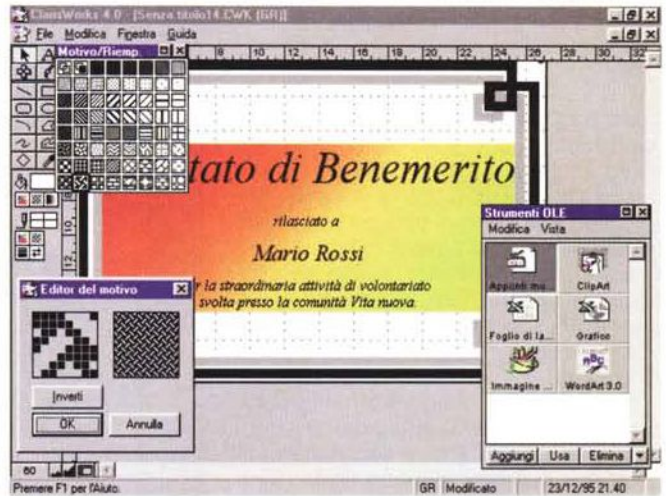 ClarisWorks 4.0 - [Senza titolo14.CWK (GR)]
File Modifica Finestra Guida
Motivo/Riemp.
8 10 12 14 16 18 20 22 24 26 28 30 32
A
tato di Benemerito
rilasciato a
Mario Rossi
r la straordinaria attività di volontariato
svolta presso la comunità Vita nuova.
10
12
Strumenti OLE
Modifica Vista
Appunti mu...
ClipArt
Foglio di la...
Grafico
Immagine ...
WordArt 3.0
Aggiungi Usa Elimina
Editor del motivo
Inverti
OK Annulla
60
Premere F1 per l'Aiuto.
GR Modificato 23/12/95 21.40